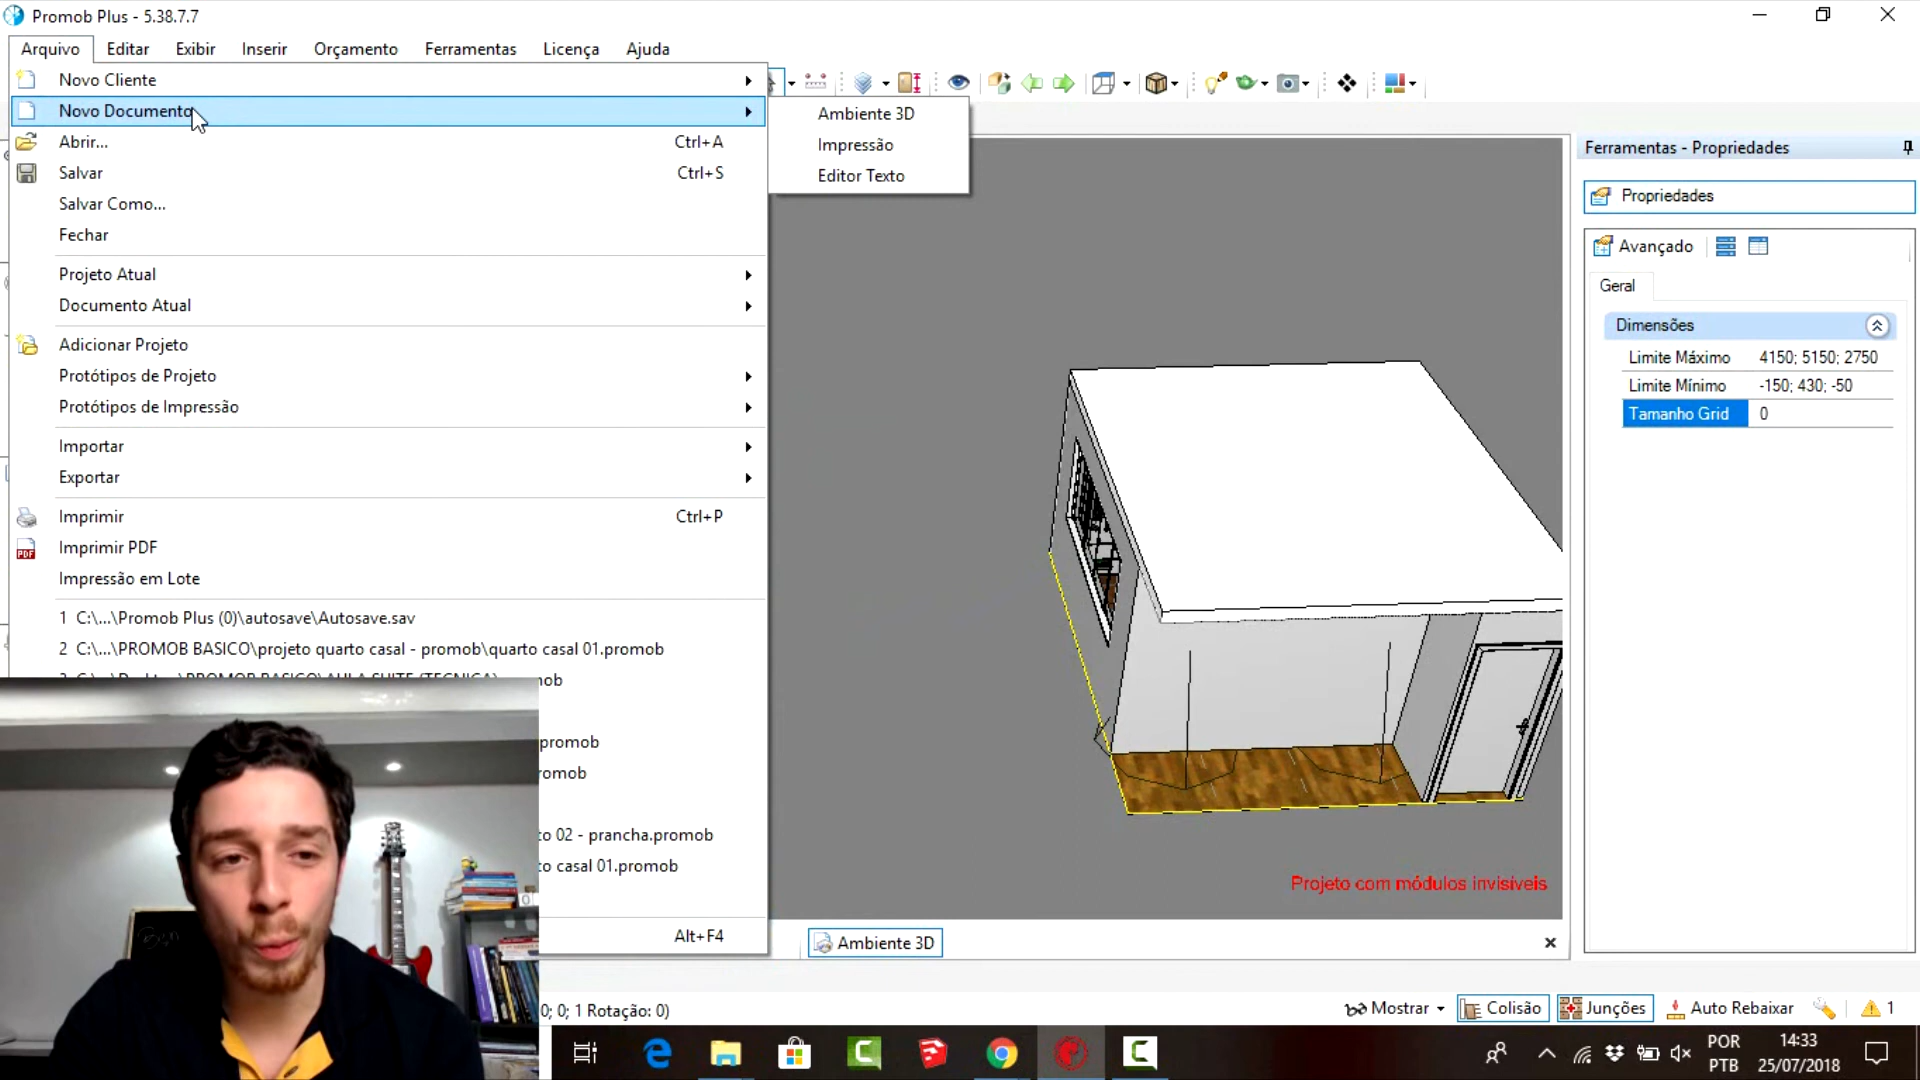 Promob Plus - 5.38.7.7
Arquivo Editar Exibir Inserir Orçamento Ferramentas Licença Ajuda
Novo Cliente
Novo Documento
Abrir... Ctrl+A
Salvar Ctrl+S
Salvar Como...
Fechar
Projeto Atual
Documento Atual
Adicionar Projeto
Protótipos de Projeto
Protótipos de Impressão
Importar
Exportar
Imprimir Ctrl+P
Imprimir PDF
Impressão em Lote
1 C:\...\Promob Plus (0)\autosave\Autosave.sav
2 C:\...\PROMOB BASICO\projeto quarto casal - promob\quarto casal 01.promob
ob
.promob
romob
to 02 - prancha.promob
to casal 01.promob
Alt+F4
Ambiente 3D
Impressão
Editor Texto
Ferramentas - Propriedades
Propriedades
Avançado
Geral
Dimensões
Limite Máximo 4150; 5150; 2750
Limite Mínimo -150; 430; -50
Tamanho Grid 0
Projeto com módulos invisíveis
Ambiente 3D
0; 0; 1 Rotação: 0)
Mostrar Colisão Junções Auto Rebaixar 1
POR
PTB
14:33
25/07/2018